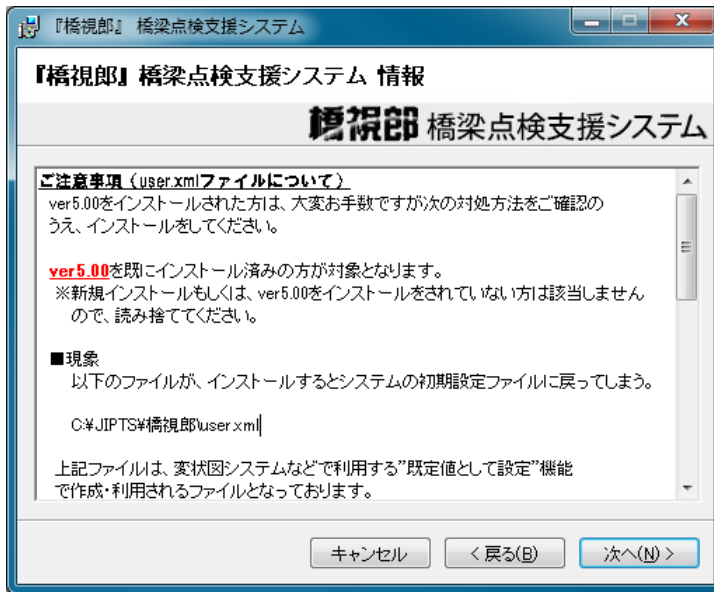 『橋視郎』 橋梁点検支援システム
『橋視郎』橋梁点検支援システム 情報
橋視郎 橋梁点検支援システム
ご注意事項（user.xmlファイルについて）
ver5.00をインストールされた方は、大変お手数ですが次の対処方法をご確認の
うえ、インストールをしてください。
ver5.00を既にインストール済みの方が対象となります。
※新規インストールもしくは、ver5.00をインストールをされていない方は該当しません
ので、読み捨ててください。
■現象
以下のファイルが、インストールするとシステムの初期設定ファイルに戻ってしまう。
C:¥JIPTS¥橋視郎\user.xml
上記ファイルは、変状図システムなどで利用する”既定値として設定”機能
で作成・利用されるファイルとなっております。
キャンセル
< 戻る(B)
次へ(N) >